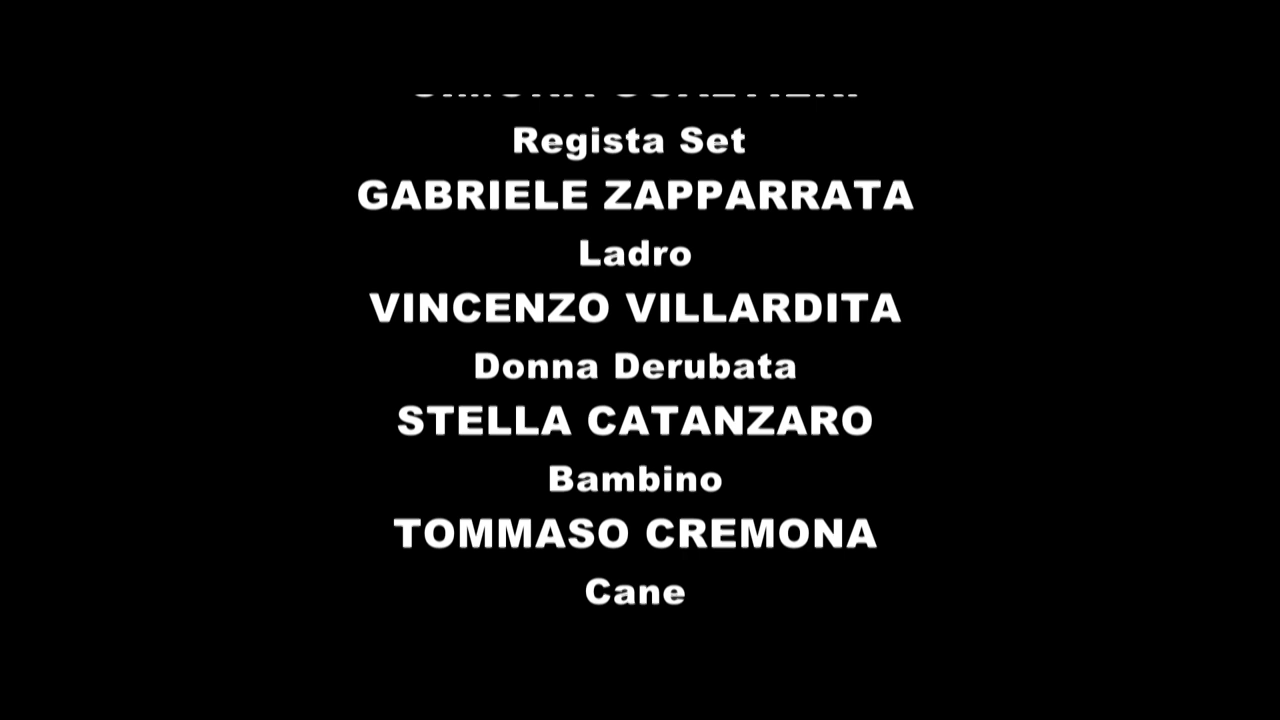 Regista Set
GABRIELE ZAPPARRATA
Ladro
VINCENZO VILLARDITA
Donna Derubata
STELLA CATANZARO
Bambino
TOMMASO CREMONA
Cane